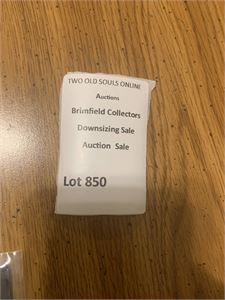 TWO OLD SOULS ONLINE
Auctions
Brimfield Collectors
Downsizing Sale
Auction Sale
Lot 850